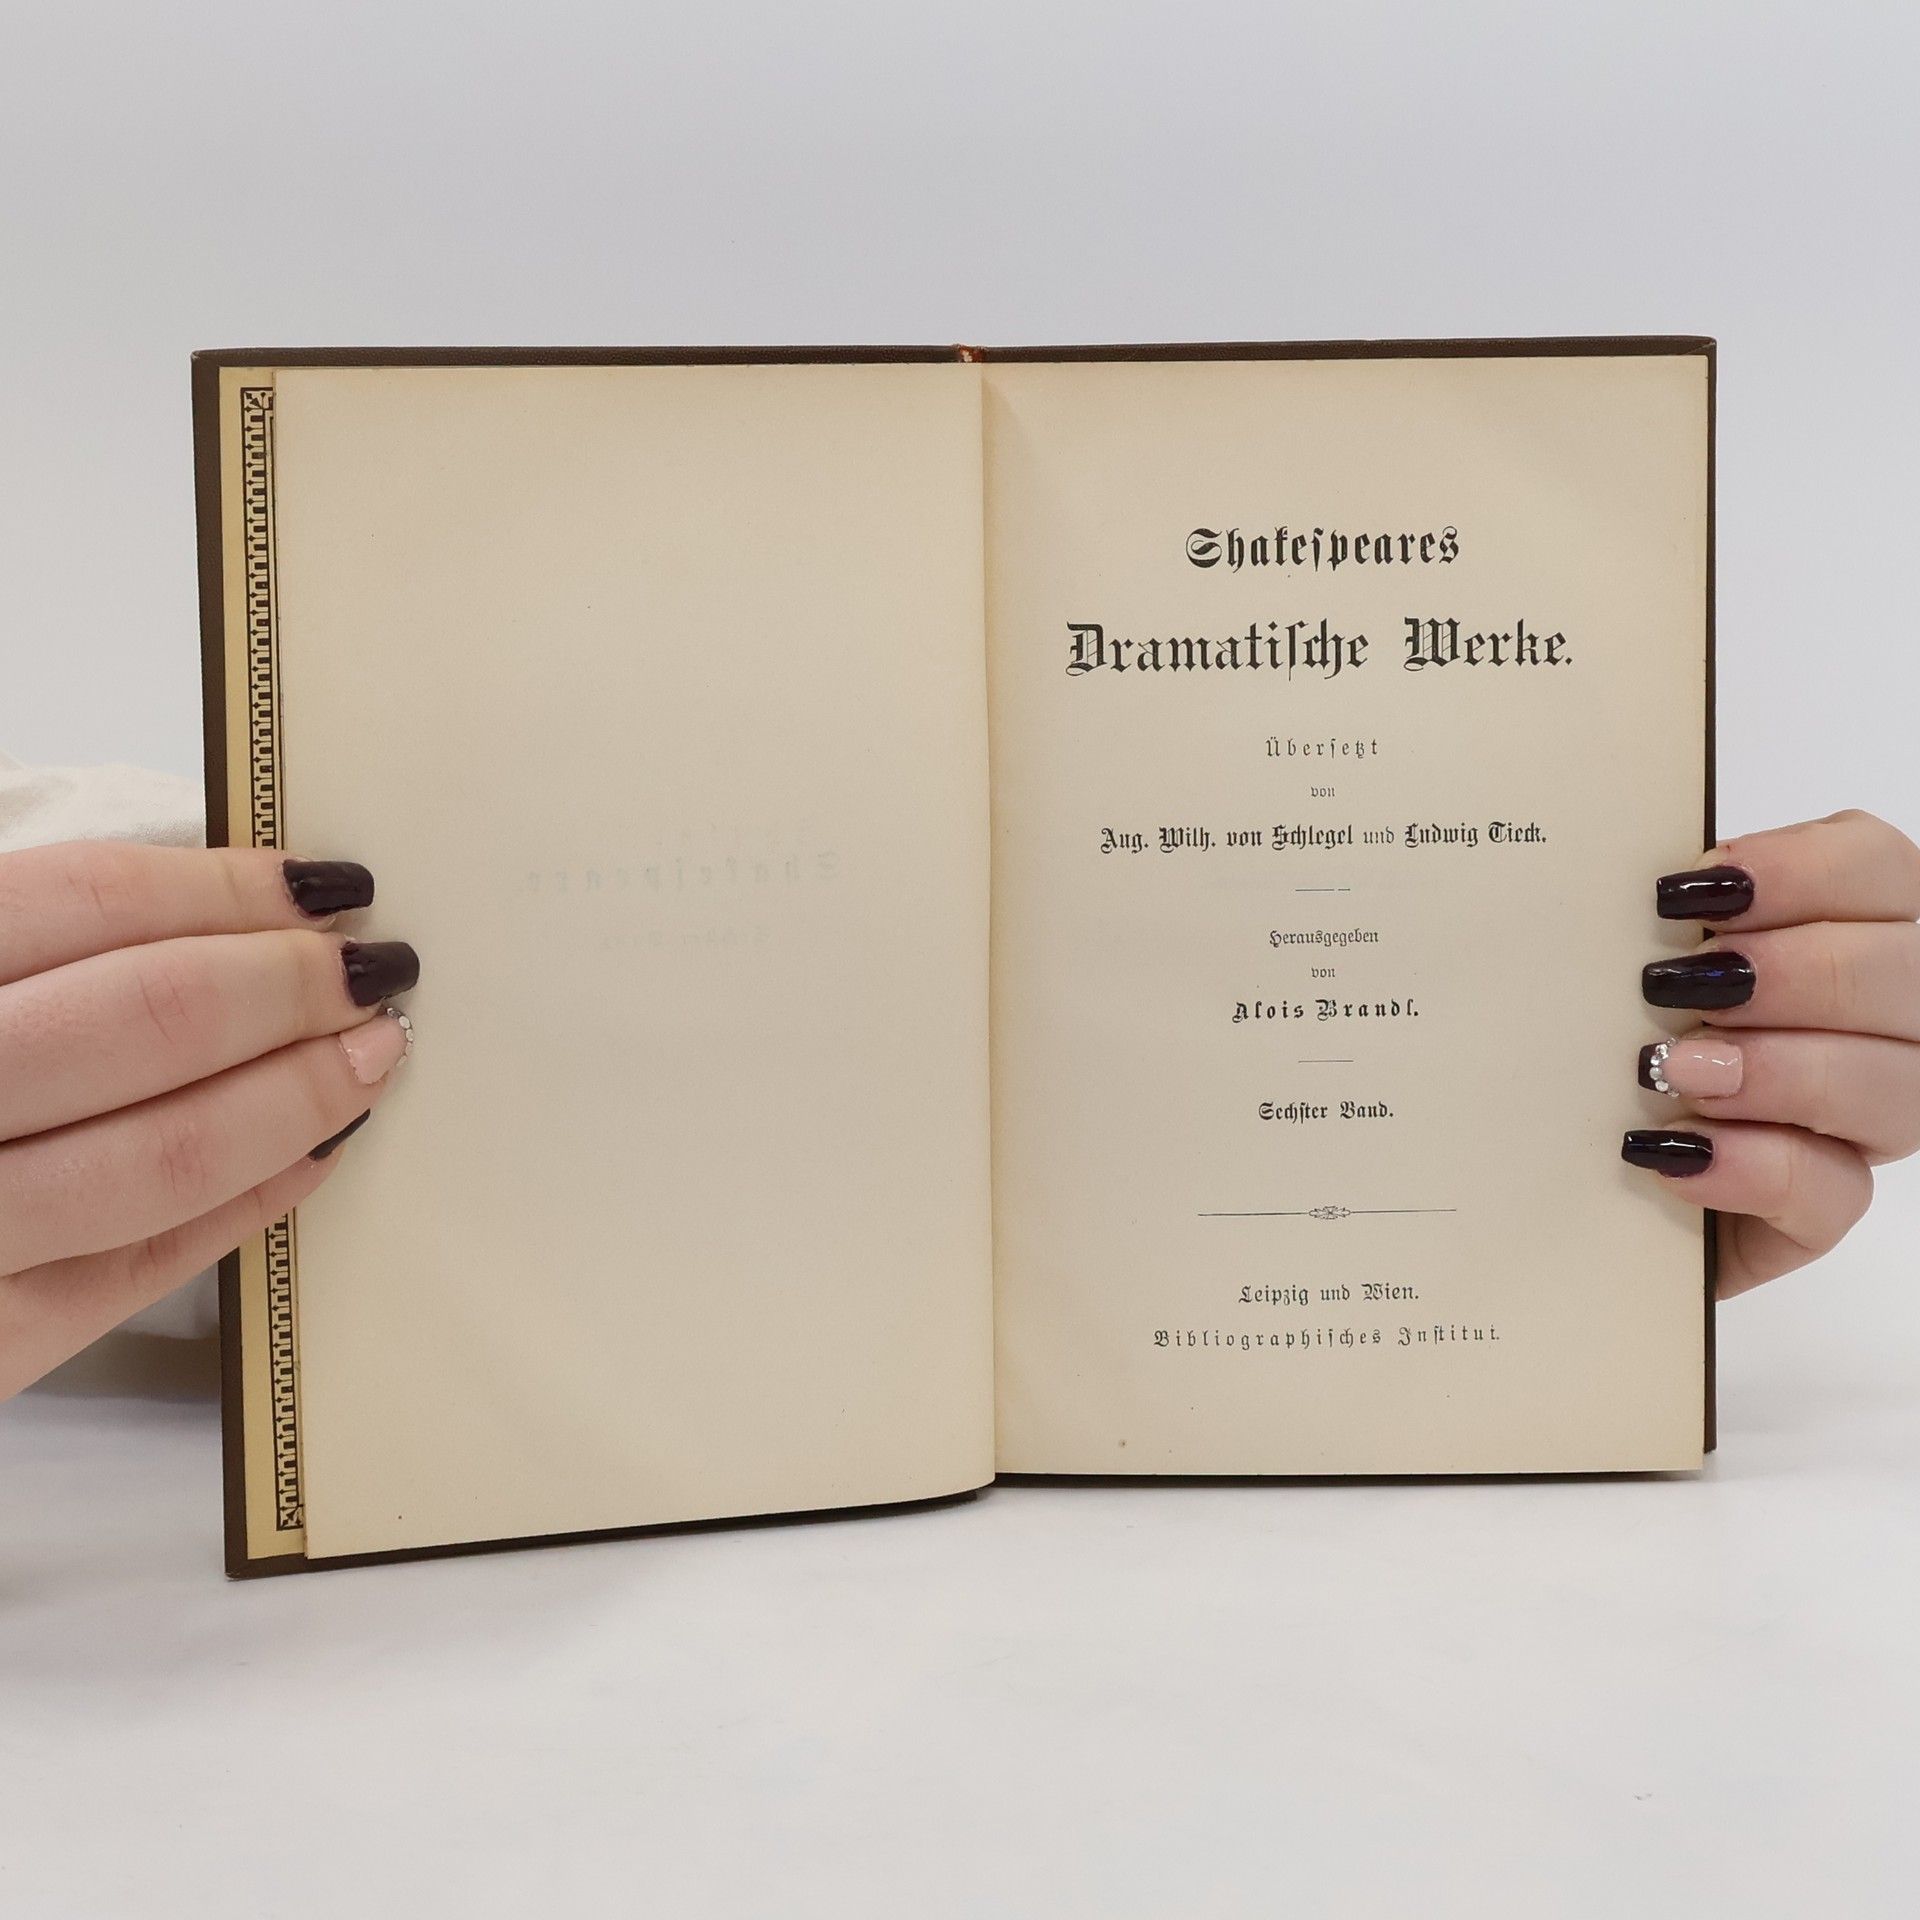 Shakeſpeares
Dramatiſche Werke.
Überſetzt
von
Aug. Wilh. von Schlegel und Ludwig Tieck.
Herausgegeben
von
Alois Brandl.
Sechſter Band.
Leipzig und Wien.
Bibliographiſches Inſtitut.